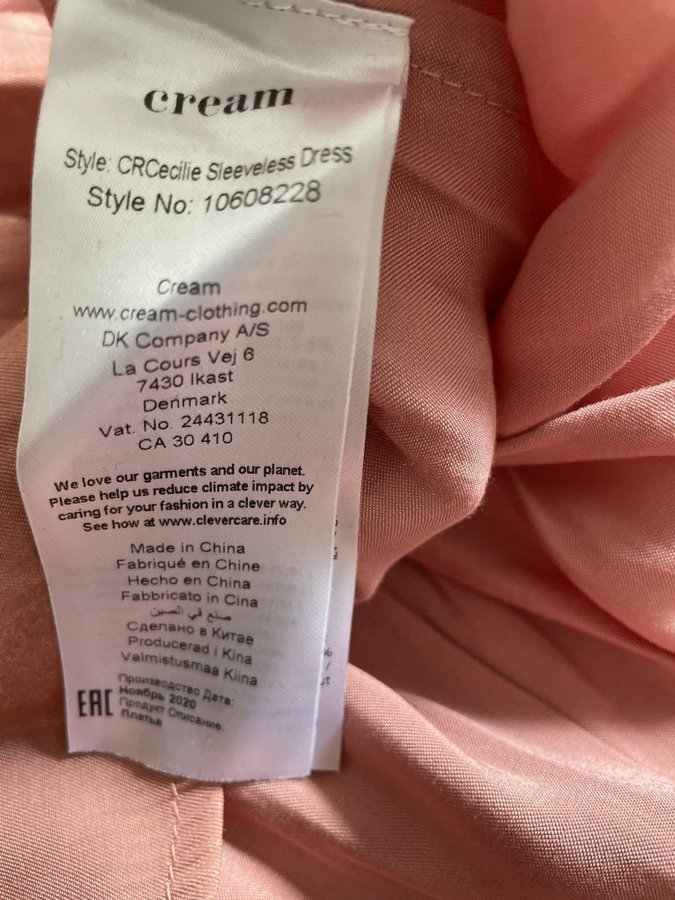 cream
Style: CRCecilie Sleeveless Dress
Style No: 10608228
Cream
www.cream-clothing.com
DK Company A/S
La Cours Vej 6
7430 Ikast
Denmark
Vat. No. 24431118
CA 30 410
We love our garments and our planet.
Please help us reduce climate impact by
caring for your fashion in a clever way.
See how at www.clevercare.info
Made in China
Fabriqué en Chine
Hecho en China
Fabbricato in Cina
صنع في الصين
Сделано в Китае
Producerad i Kina
Valmistusmaa Kiina
EAC
Производство Дата:
Ноябрь 2020
Продукт Описание:
Платья